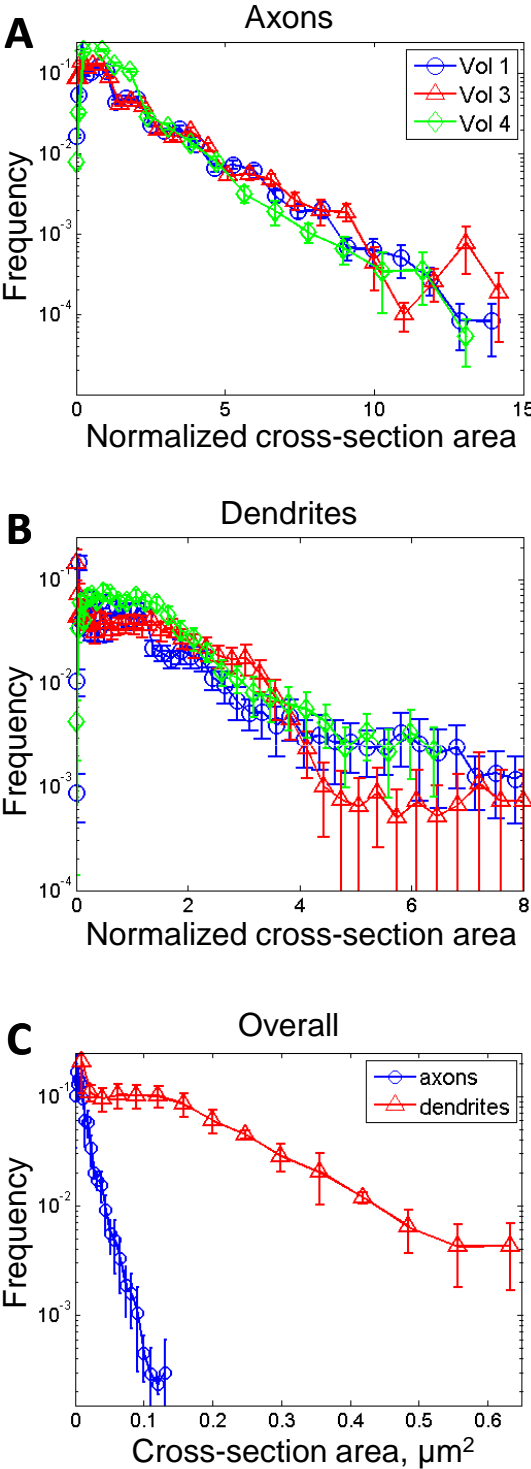 A
Axons
Vol 1
Vol 3
Vol 4
Frequency
10⁻¹
10⁻²
10⁻³
10⁻⁴
0 5 10 15
Normalized cross-section area
B
Dendrites
Frequency
10⁻¹
10⁻²
10⁻³
10⁻⁴
0 2 4 6 8
Normalized cross-section area
C
Overall
axons
dendrites
Frequency
10⁻¹
10⁻²
10⁻³
0 0.1 0.2 0.3 0.4 0.5 0.6
Cross-section area, µm²